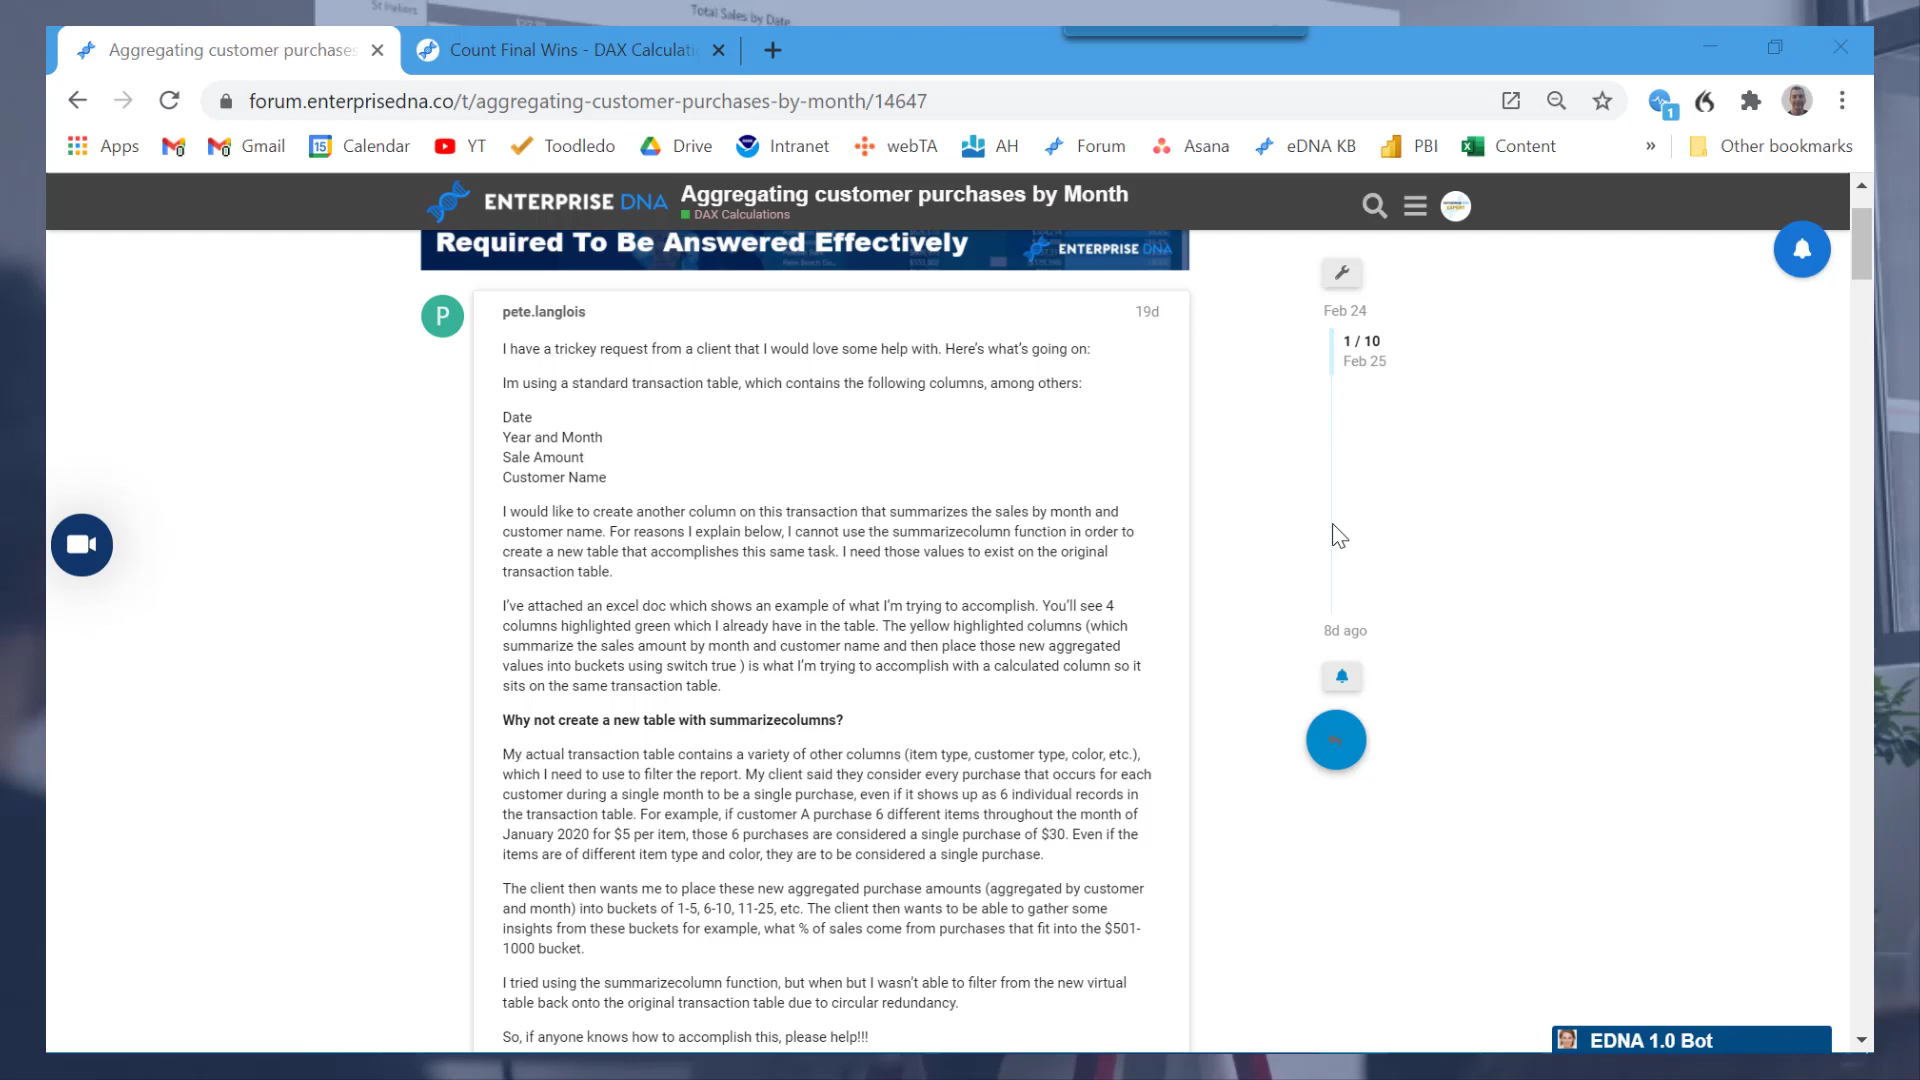 St Heliers
Total Sales by Date
Aggregating customer purchases
Count Final Wins - DAX Calculati
forum.enterprisedna.co/t/aggregating-customer-purchases-by-month/14647
1
Apps
Gmail
15
Calendar
YT
Toodledo
Drive
Intranet
webTA
AH
Forum
Asana
eDNA KB
PBI
Content
»
Other bookmarks
ENTERPRISE DNA
Aggregating customer purchases by Month
DAX Calculations
Required To Be Answered Effectively
ENTERPRISE DNA
P
pete.langlois
19d
I have a trickey request from a client that I would love some help with. Here's what's going on:
Im using a standard transaction table, which contains the following columns, among others:
Date
Year and Month
Sale Amount
Customer Name
I would like to create another column on this transaction that summarizes the sales by month and
customer name. For reasons I explain below, I cannot use the summarizecolumn function in order to
create a new table that accomplishes this same task. I need those values to exist on the original
transaction table.
I've attached an excel doc which shows an example of what I'm trying to accomplish. You'll see 4
columns highlighted green which I already have in the table. The yellow highlighted columns (which
summarize the sales amount by month and customer name and then place those new aggregated
values into buckets using switch true ) is what I'm trying to accomplish with a calculated column so it
sits on the same transaction table.
Why not create a new table with summarizecolumns?
My actual transaction table contains a variety of other columns (item type, customer type, color, etc.),
which I need to use to filter the report. My client said they consider every purchase that occurs for each
customer during a single month to be a single purchase, even if it shows up as 6 individual records in
the transaction table. For example, if customer A purchase 6 different items throughout the month of
January 2020 for $5 per item, those 6 purchases are considered a single purchase of $30. Even if the
items are of different item type and color, they are to be considered a single purchase.
The client then wants me to place these new aggregated purchase amounts (aggregated by customer
and month) into buckets of 1-5, 6-10, 11-25, etc. The client then wants to be able to gather some
insights from these buckets for example, what % of sales come from purchases that fit into the $501-
1000 bucket.
I tried using the summarizecolumn function, but when but I wasn't able to filter from the new virtual
table back onto the original transaction table due to circular redundancy.
So, if anyone knows how to accomplish this, please help!!!
Feb 24
1 / 10
Feb 25
8d ago
EDNA 1.0 Bot